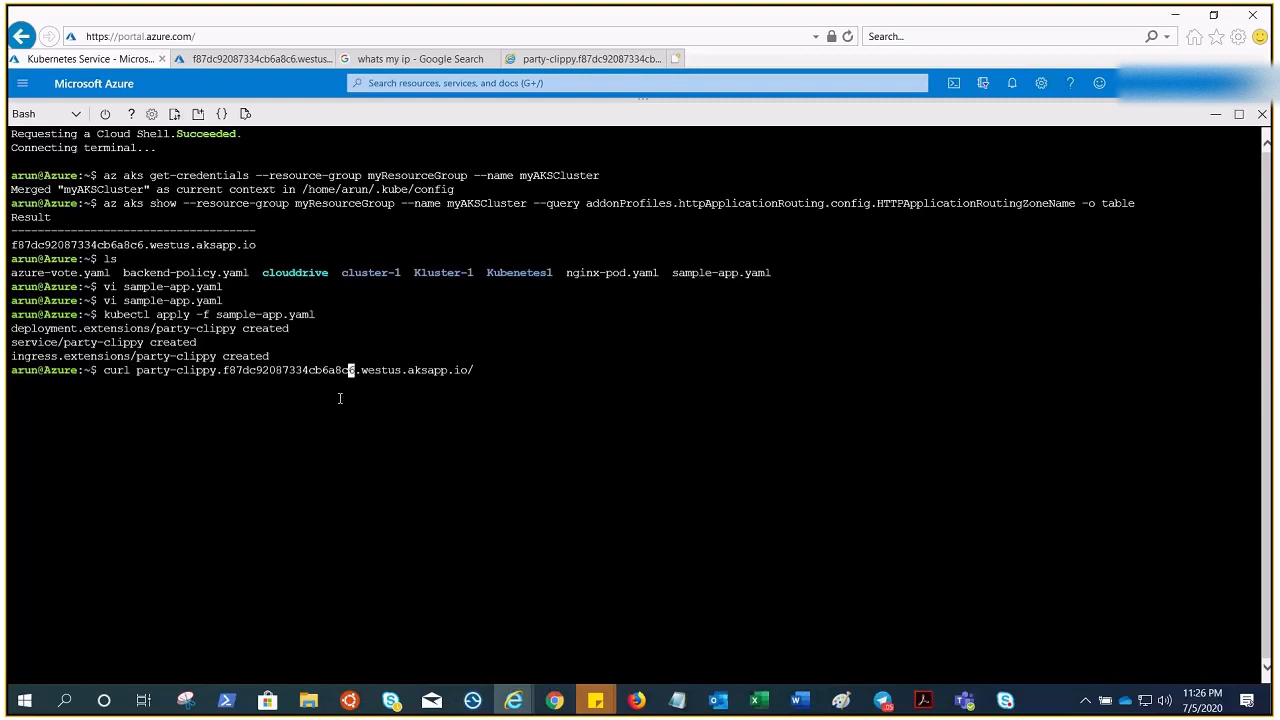 https://portal.azure.com/
Search...
Kubernetes Service - Micros...
f87dc92087334cb6a8c6.westus...
whats my ip - Google Search
party-clippy.f87dc92087334cb...
Microsoft Azure
Search resources, services, and docs (G+/)
Bash
Requesting a Cloud Shell.Succeeded.
Connecting terminal...
arun@Azure:~$ az aks get-credentials --resource-group myResourceGroup --name myAKSCluster
Merged "myAKSCluster" as current context in /home/arun/.kube/config
arun@Azure:~$ az aks show --resource-group myResourceGroup --name myAKSCluster --query addonProfiles.httpApplicationRouting.config.HTTPApplicationRoutingZoneName -o table
Result
-------------------------------------
f87dc92087334cb6a8c6.westus.aksapp.io
arun@Azure:~$ ls
azure-vote.yaml backend-policy.yaml clouddrive cluster-1 Kluster-1 Kubenetes1 nginx-pod.yaml sample-app.yaml
arun@Azure:~$ vi sample-app.yaml
arun@Azure:~$ vi sample-app.yaml
arun@Azure:~$ kubectl apply -f sample-app.yaml
deployment.extensions/party-clippy created
service/party-clippy created
ingress.extensions/party-clippy created
arun@Azure:~$ curl party-clippy.f87dc92087334cb6a8c6.westus.aksapp.io/
11:26 PM
7/5/2020